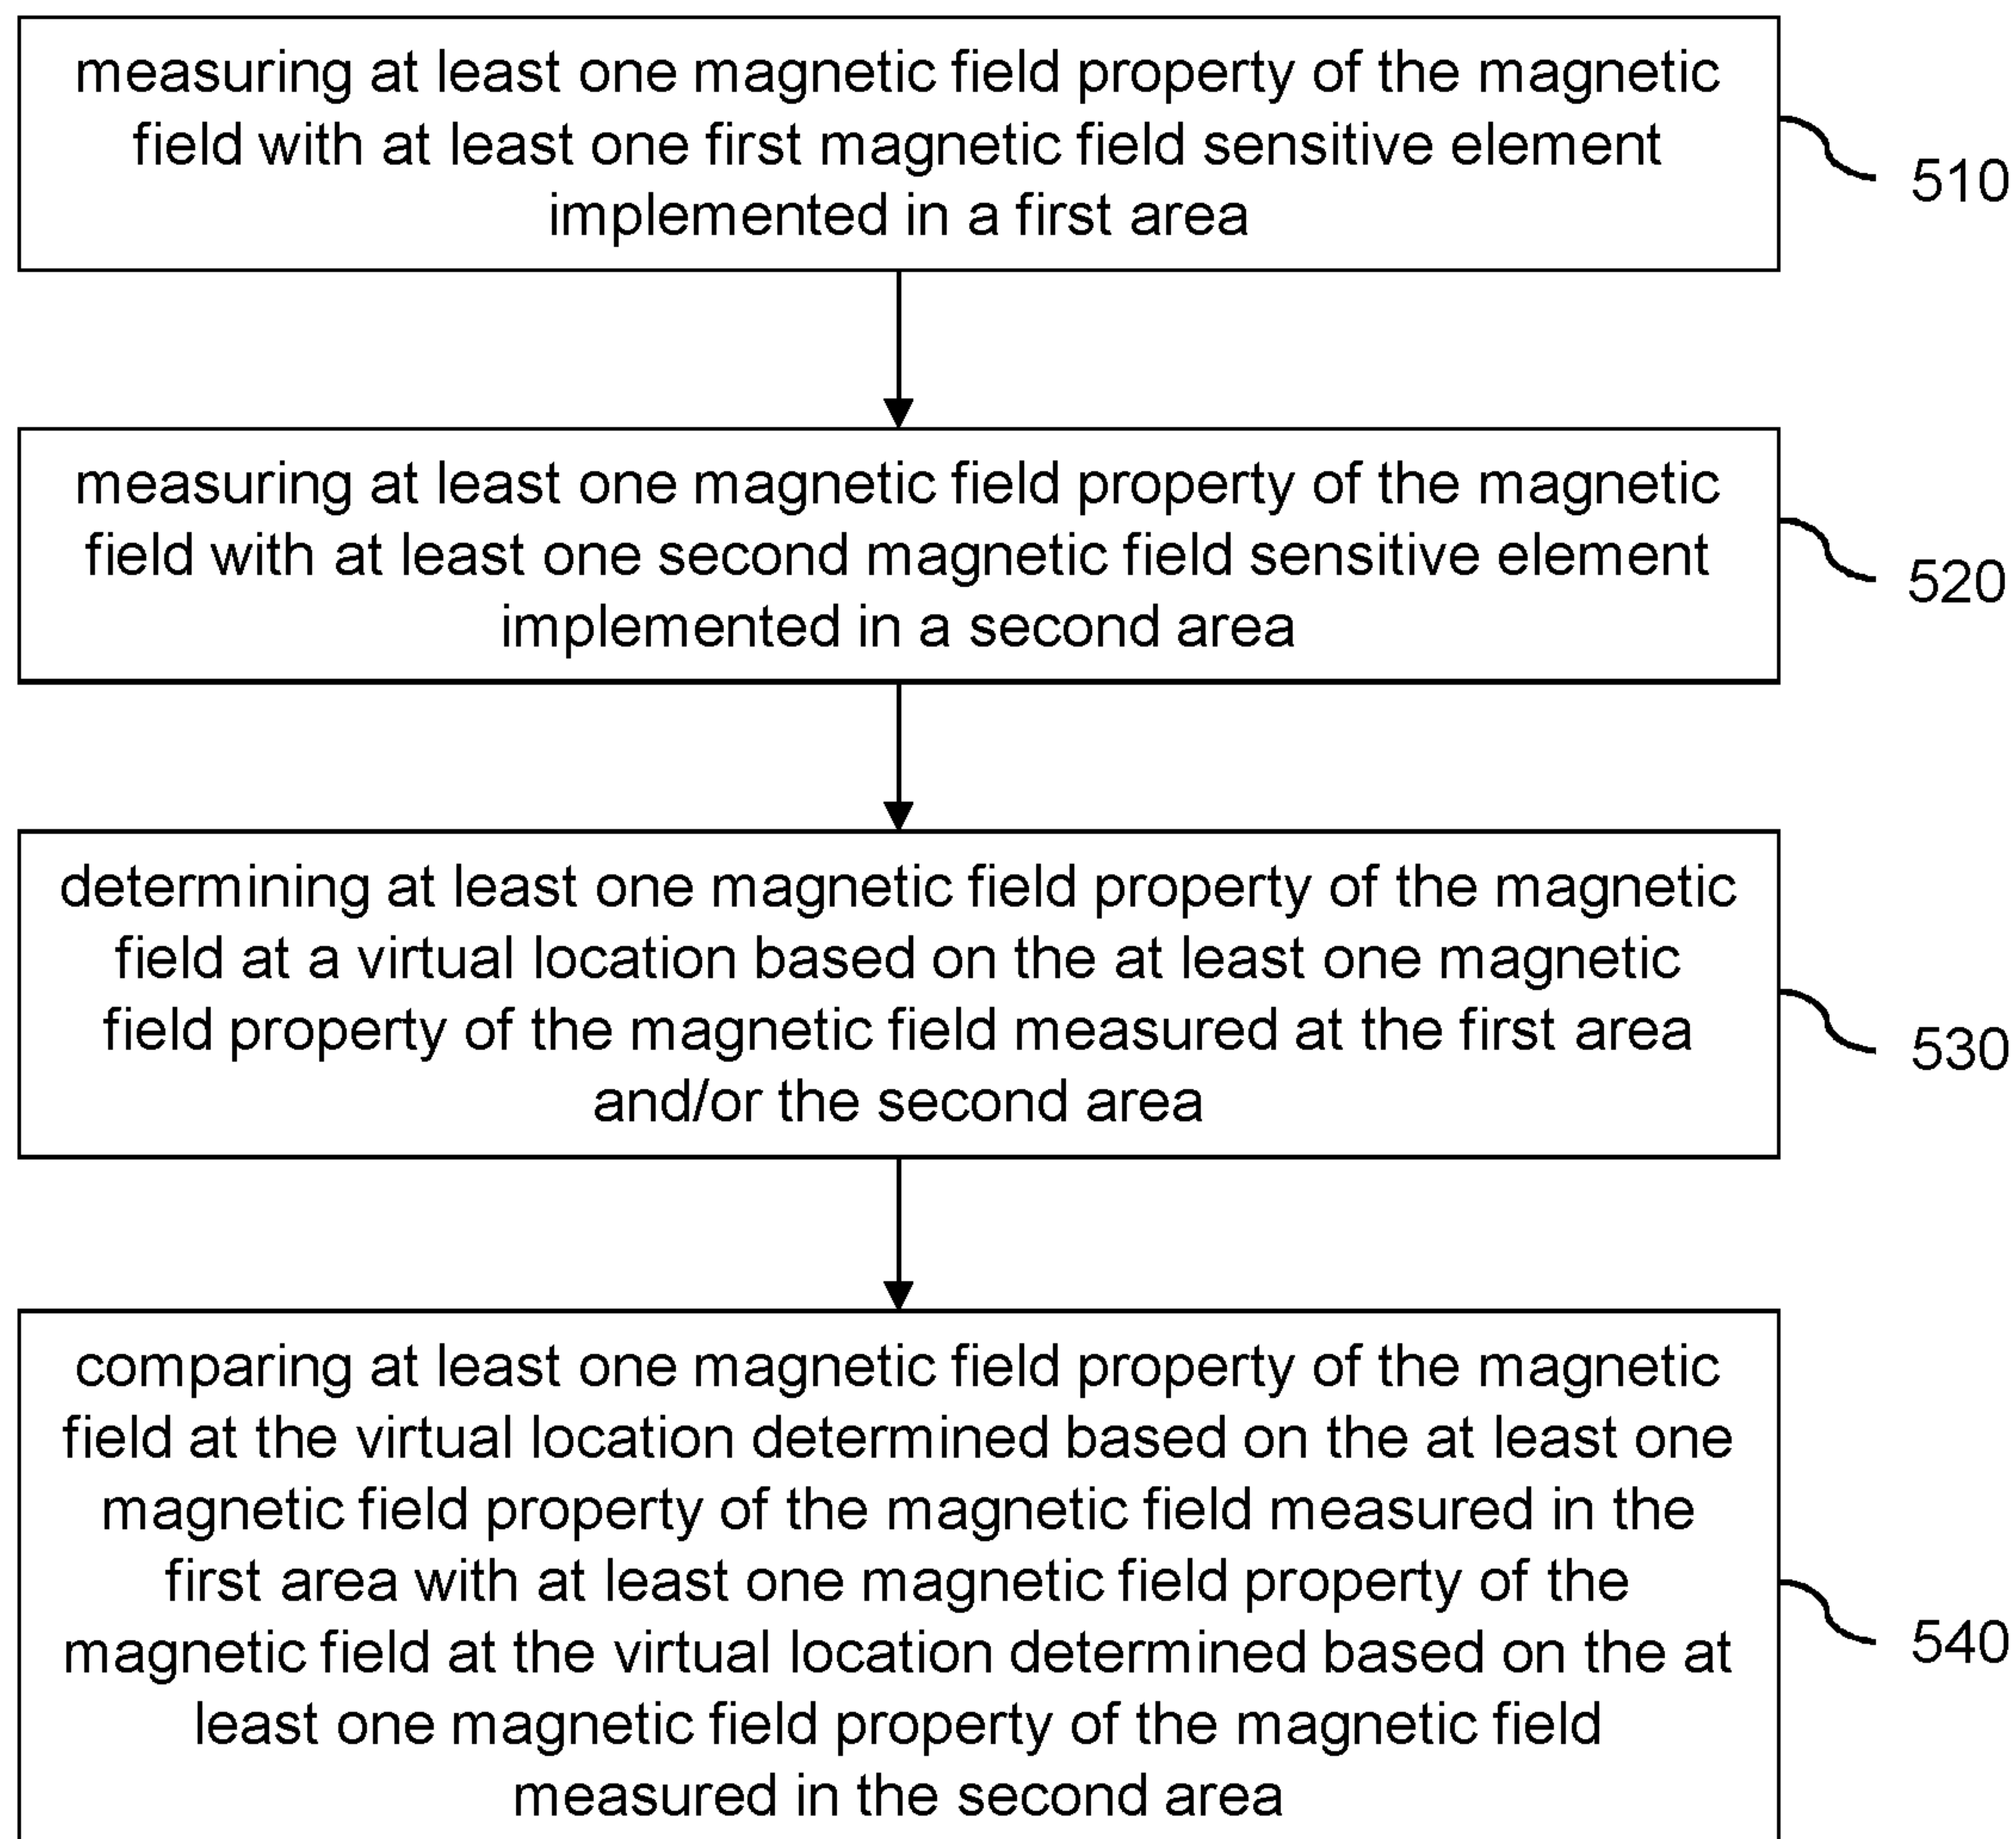 measuring at least one magnetic field property of the magnetic
field with at least one first magnetic field sensitive element
implemented in a first area
510
measuring at least one magnetic field property of the magnetic
field with at least one second magnetic field sensitive element
implemented in a second area
520
determining at least one magnetic field property of the magnetic
field at a virtual location based on the at least one magnetic
field property of the magnetic field measured at the first area
and/or the second area
530
comparing at least one magnetic field property of the magnetic
field at the virtual location determined based on the at least one
magnetic field property of the magnetic field measured in the
first area with at least one magnetic field property of the
magnetic field at the virtual location determined based on the at
least one magnetic field property of the magnetic field
measured in the second area
540